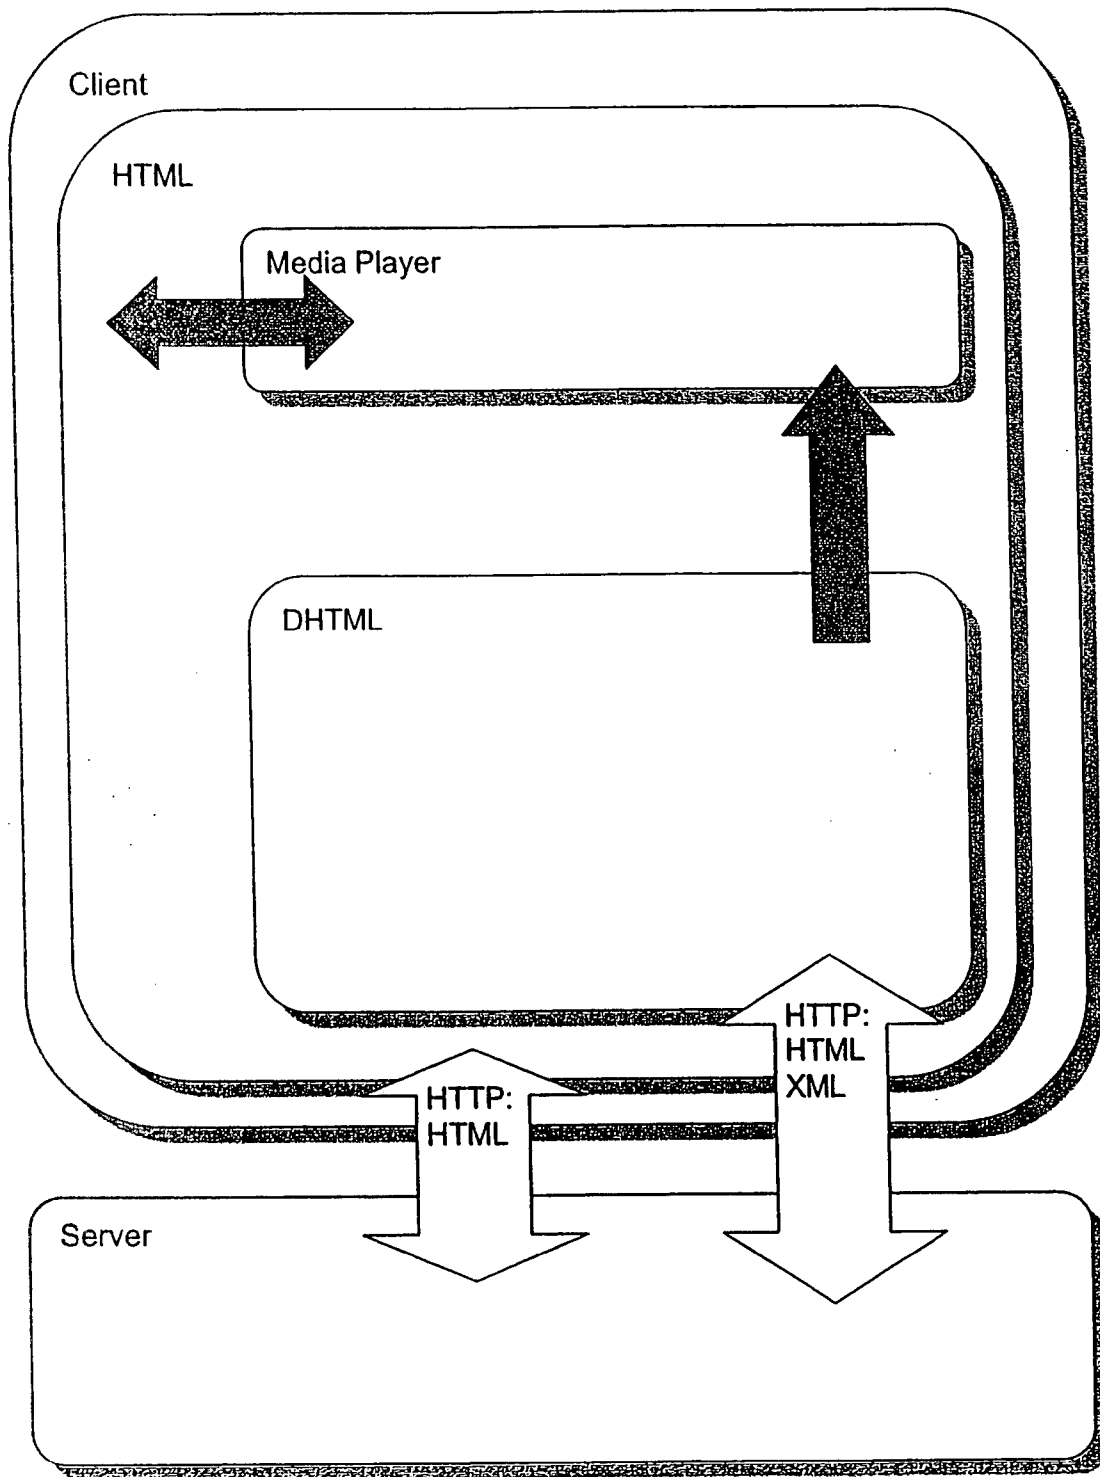 Client
HTML
Media Player
DHTML
HTTP:
HTML
XML
HTTP:
HTML
Server